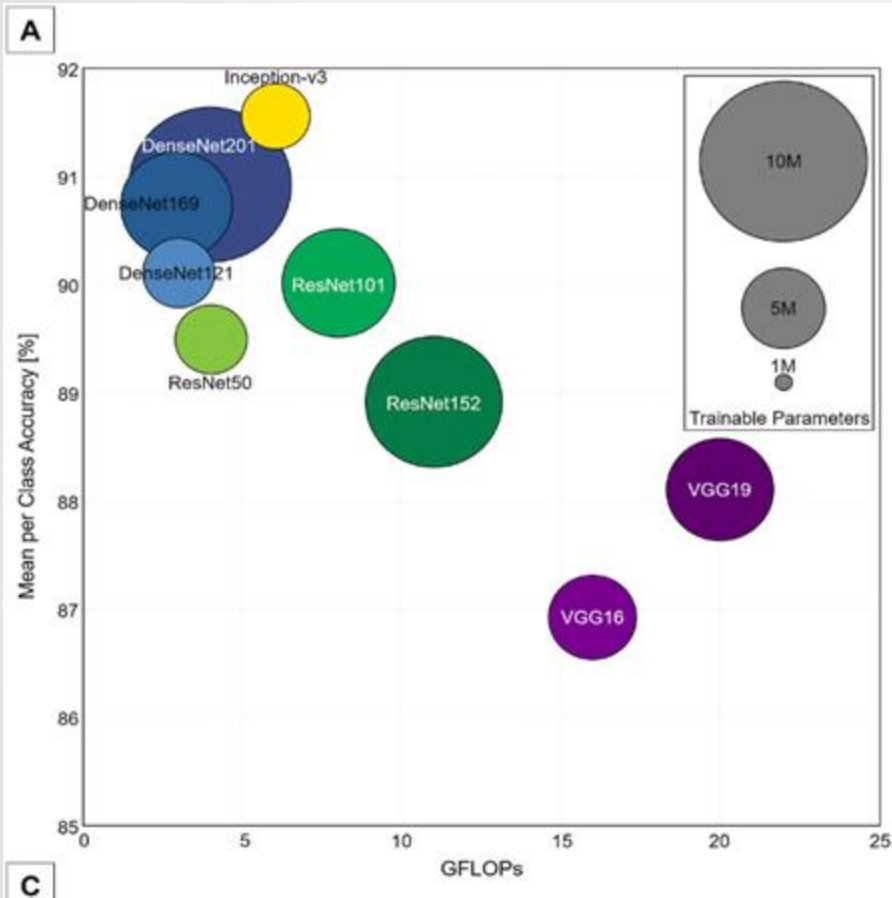 A
92
91
90
89
88
87
86
85
Mean per Class Accuracy [%]
Inception-v3
DenseNet201
DenseNet169
DenseNet121
ResNet50
ResNet101
ResNet152
VGG19
VGG16
10M
5M
1M
Trainable Parameters
0 5 10 15 20 25
GFLOPs
C